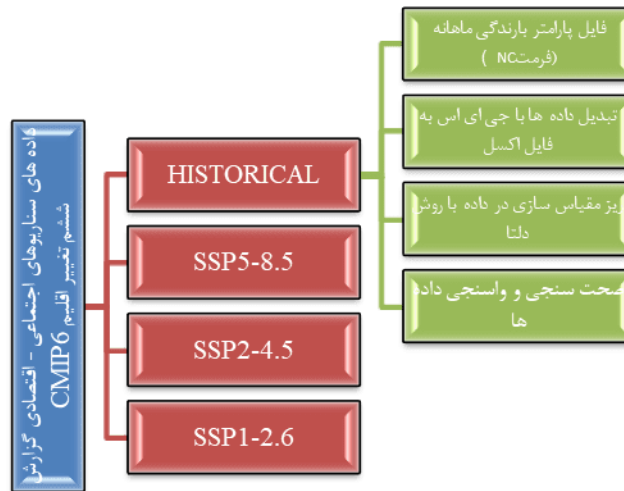 داده های سناریوهای اجتماعی - اقتصادی گزارش
ششم تغییر اقلیم CMIP6
HISTORICAL
SSP5-8.5
SSP2-4.5
SSP1-2.6
فایل پارامتر بارندگی ماهانه
(فرمتNC )
تبدیل داده ها با جی ای اس به
فایل اکسل
ریز مقیاس سازی در داده با روش
دلتا
صحت سنجی و واسنجی داده
ها